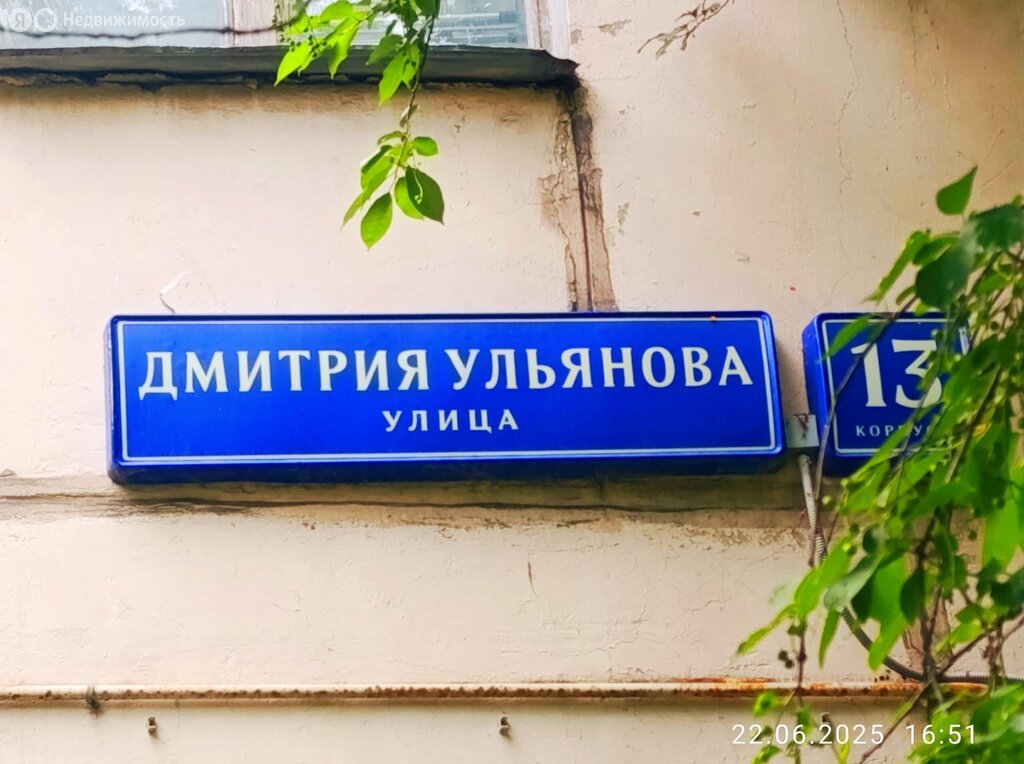 Я Недвижимость
ДМИТРИЯ УЛЬЯНОВА
УЛИЦА
13
22.06.2025 16:51